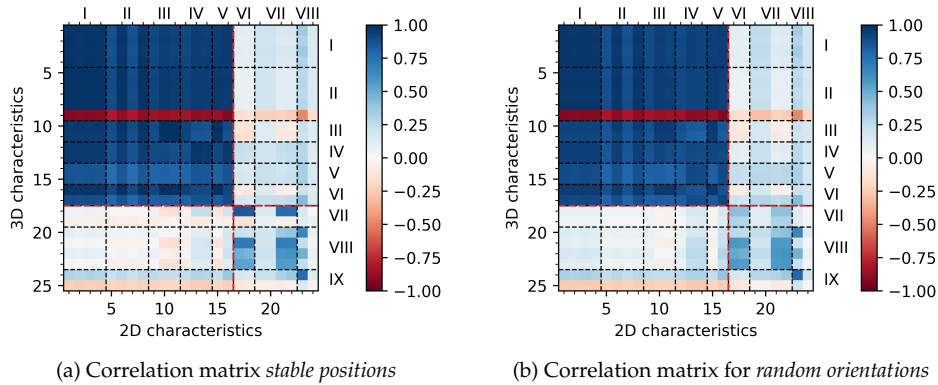 I II III IV V VI VII VIII
I
II
III
IV
V
VI
VII
VIII
IX
5
10
15
20
25
3D characteristics
5 10 15 20
2D characteristics
1.00
0.75
0.50
0.25
0.00
−0.25
−0.50
−0.75
−1.00
(a) Correlation matrix stable positions
I II III IV V VI VII VIII
I
II
III
IV
V
VI
VII
VIII
IX
5
10
15
20
25
3D characteristics
5 10 15 20
2D characteristics
1.00
0.75
0.50
0.25
0.00
−0.25
−0.50
−0.75
−1.00
(b) Correlation matrix for random orientations